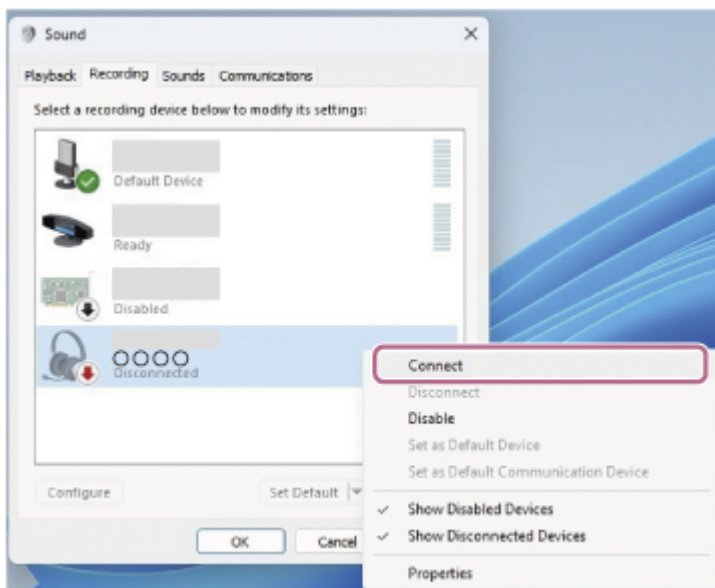 Sound
Playback Recording Sounds Communications
Select a recording device below to modify its settings:
Default Device
Ready
Disabled
○○○○
Disconnected
Connect
Disconnect
Disable
Set as Default Device
Set as Default Communication Device
Show Disabled Devices
Show Disconnected Devices
Properties
Configure Set Default
OK Cancel